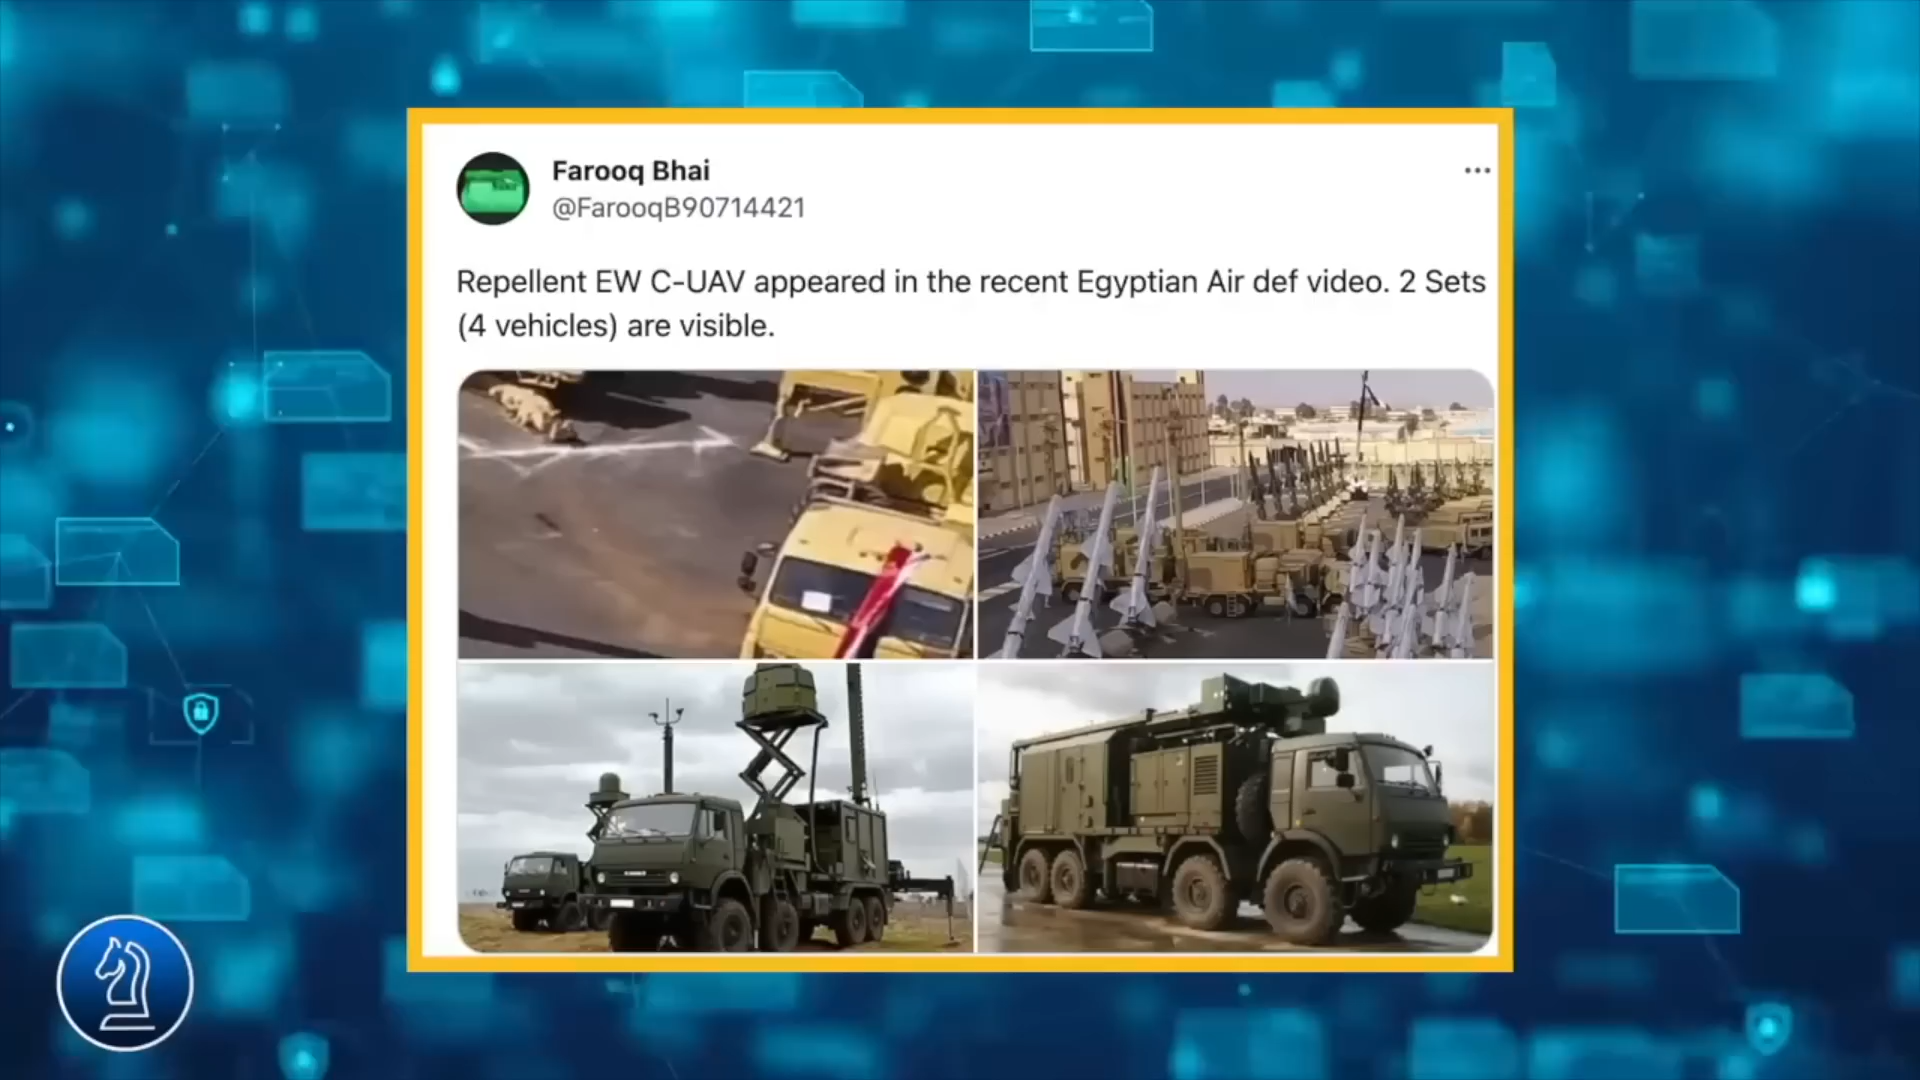 Farooq Bhai
@FarooqB90714421
Repellent EW C-UAV appeared in the recent Egyptian Air def video. 2 Sets
(4 vehicles) are visible.